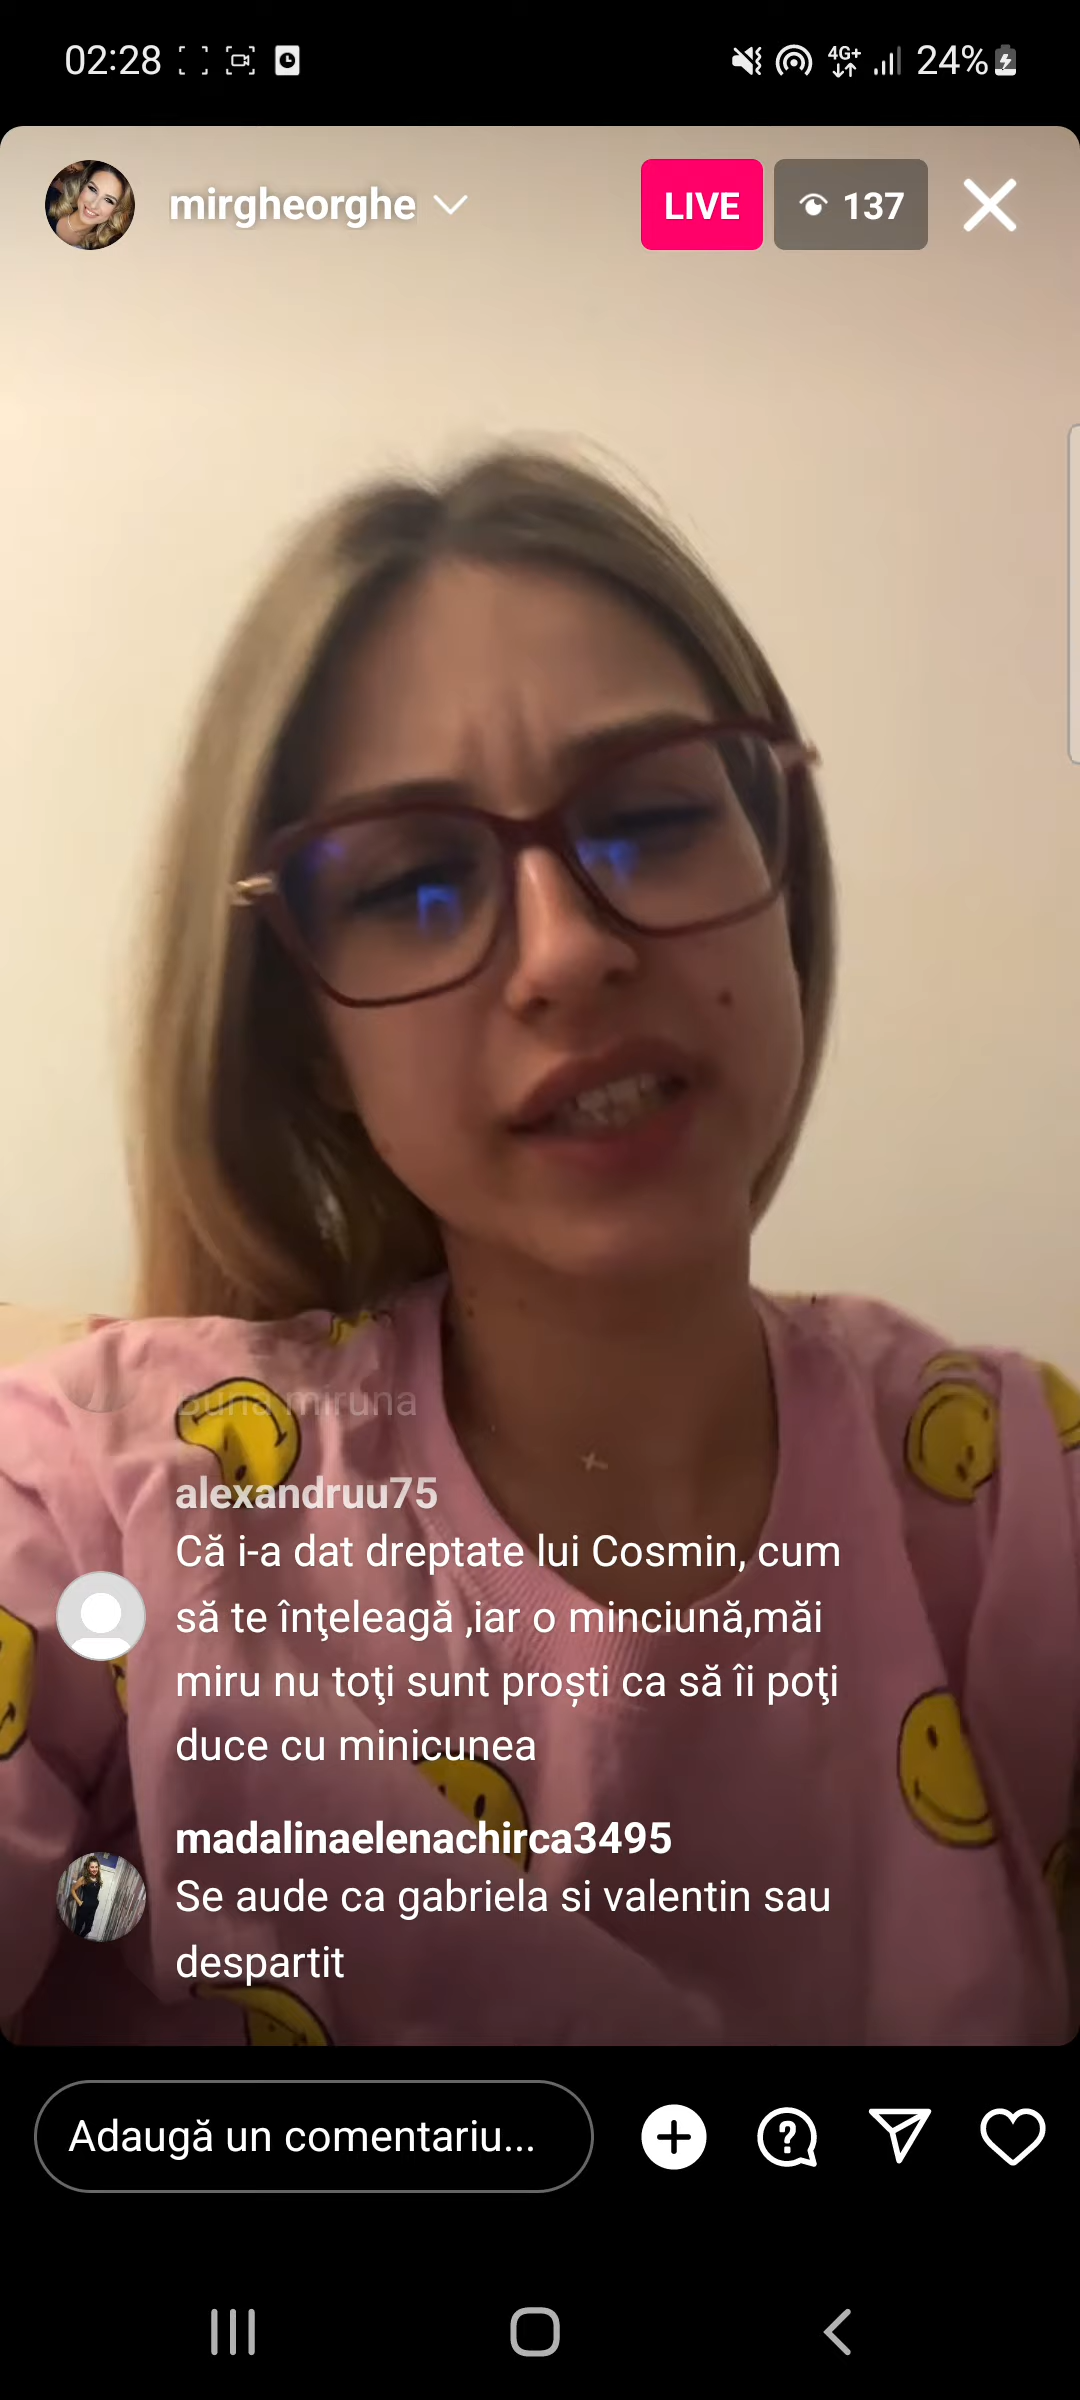 02:28
4G+
24%
mirgheorghe
LIVE
137
Buna miruna
alexandruu75
Că i-a dat dreptate lui Cosmin, cum
să te înţeleagă ,iar o minciună,măi
miru nu toţi sunt proști ca să îi poţi
duce cu minicunea
madalinaelenachirca3495
Se aude ca gabriela si valentin sau
despartit
Adaugă un comentariu...